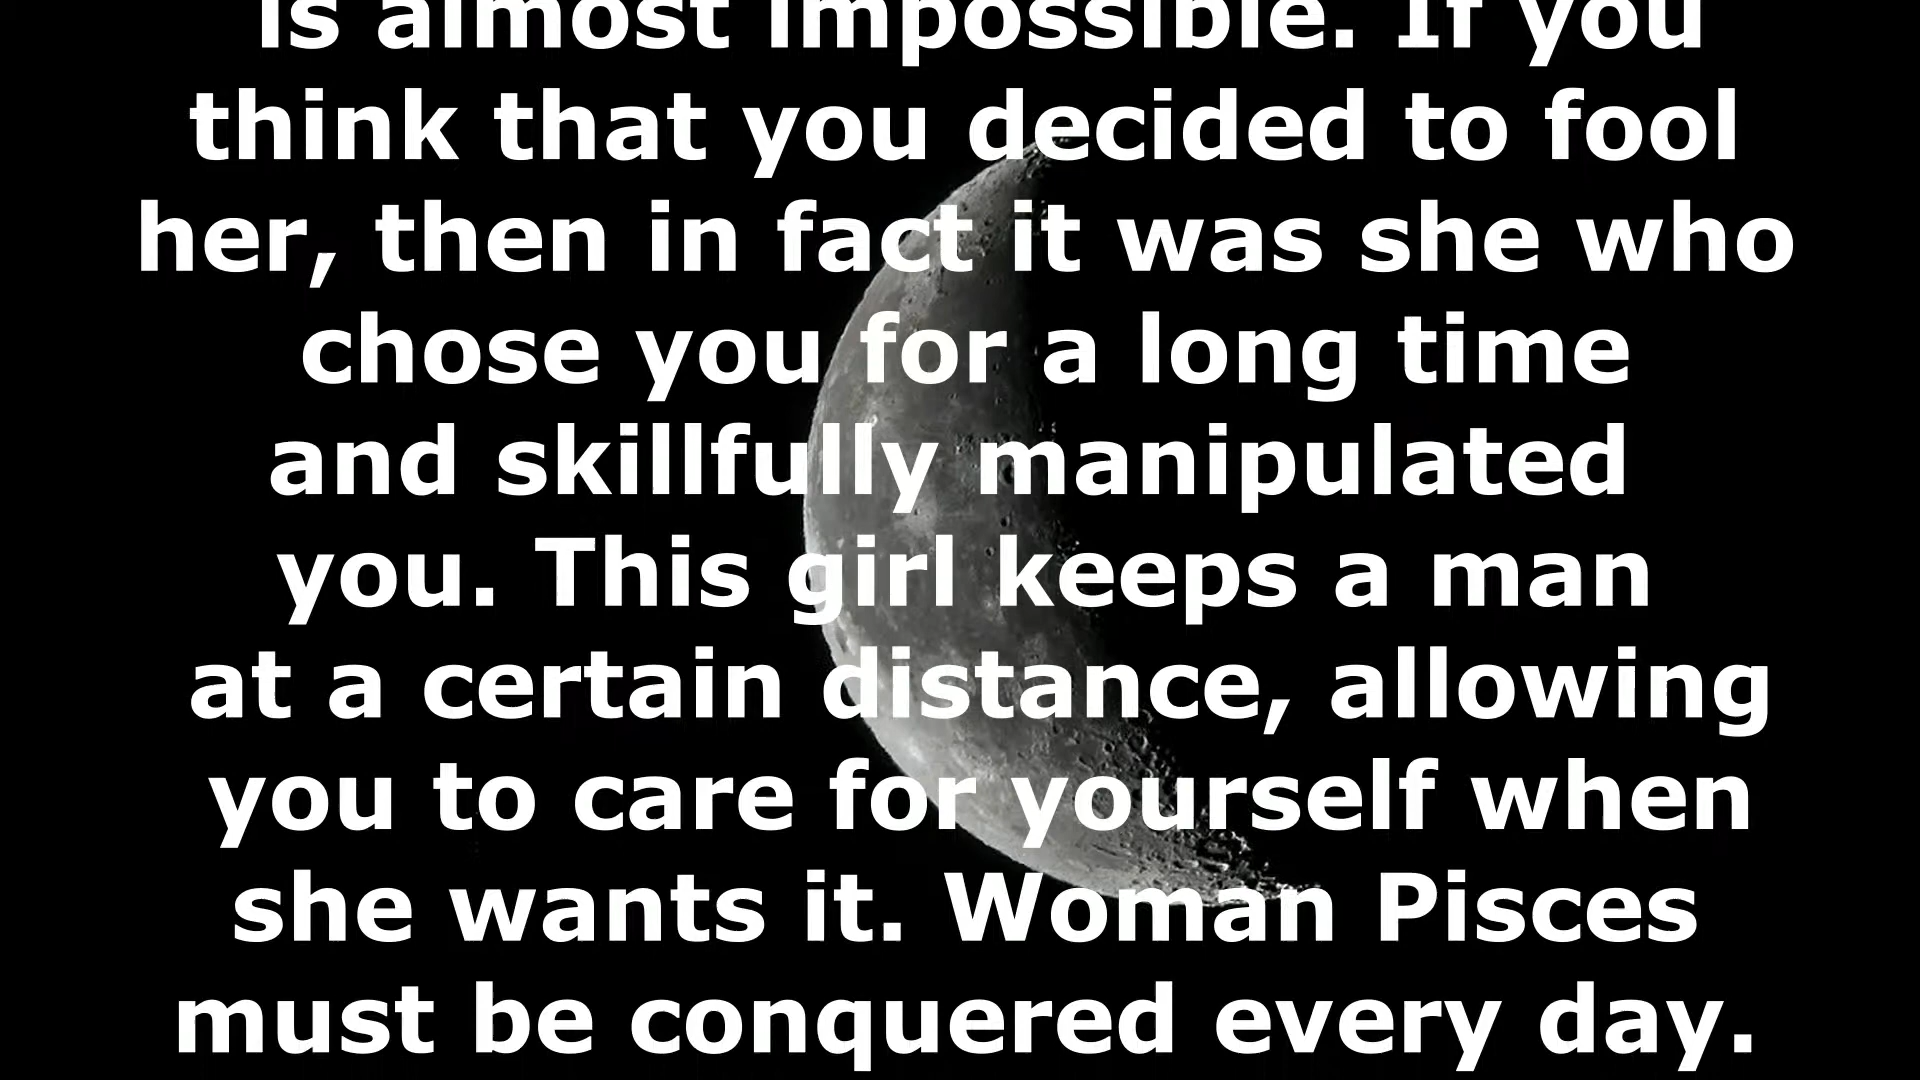 is almost impossible. If you
think that you decided to fool
her, then in fact it was she who
chose you for a long time
and skillfully manipulated
you. This girl keeps a man
at a certain distance, allowing
you to care for yourself when
she wants it. Woman Pisces
must be conquered every day.